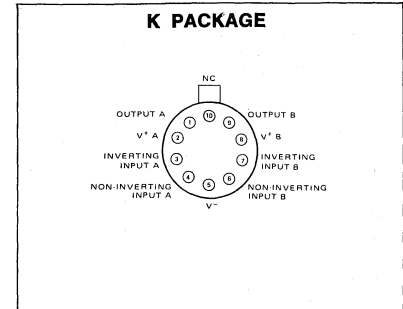 K PACKAGE
NC
OUTPUT A
10
OUTPUT B
1
9
V+ A
2
8
V+ B
INVERTING
INPUT A
3
7
INVERTING
INPUT B
4
6
NON-INVERTING
INPUT A
5
NON-INVERTING
INPUT B
V−